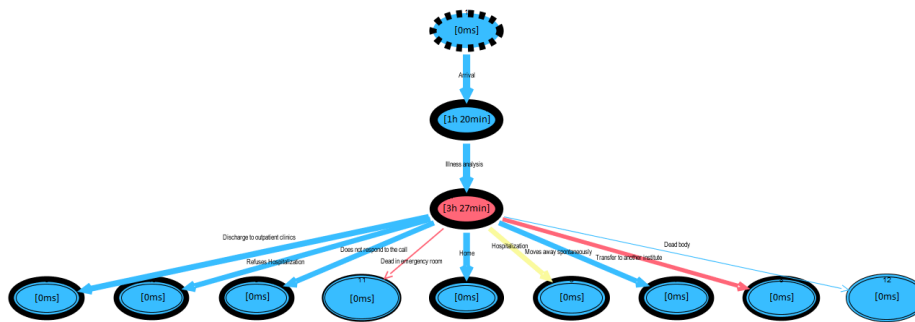 [0ms]
Arrival
[1h 20min]
Illness analysis
[3h 27min]
Discharge to outpatient clinics
Refuses Hospitalization
Does not respond to the call
Dead in emergency room
Home
Hospitalization
Moves away spontaneously
Transfer to another institute
Dead body
11
12
[0ms]
[0ms]
[0ms]
[0ms]
[0ms]
[0ms]
[0ms]
[0ms]
[0ms]